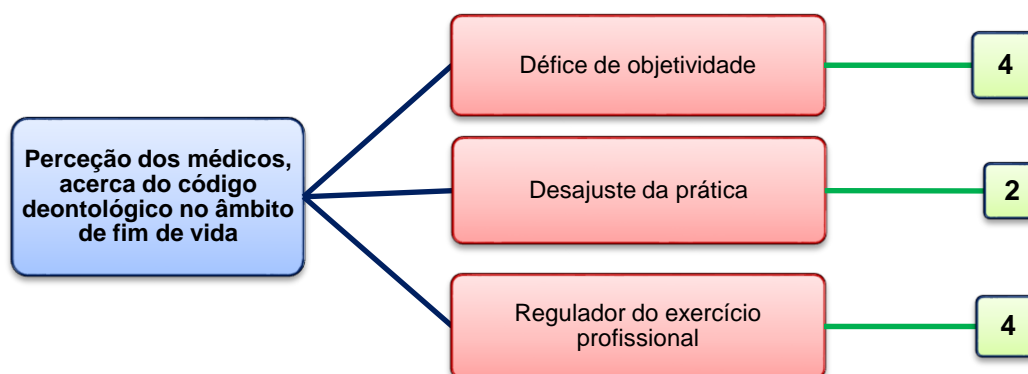 Perceção dos médicos,
acerca do código
deontológico no âmbito
de fim de vida
Défice de objetividade
4
Desajuste da prática
2
Regulador do exercício
profissional
4